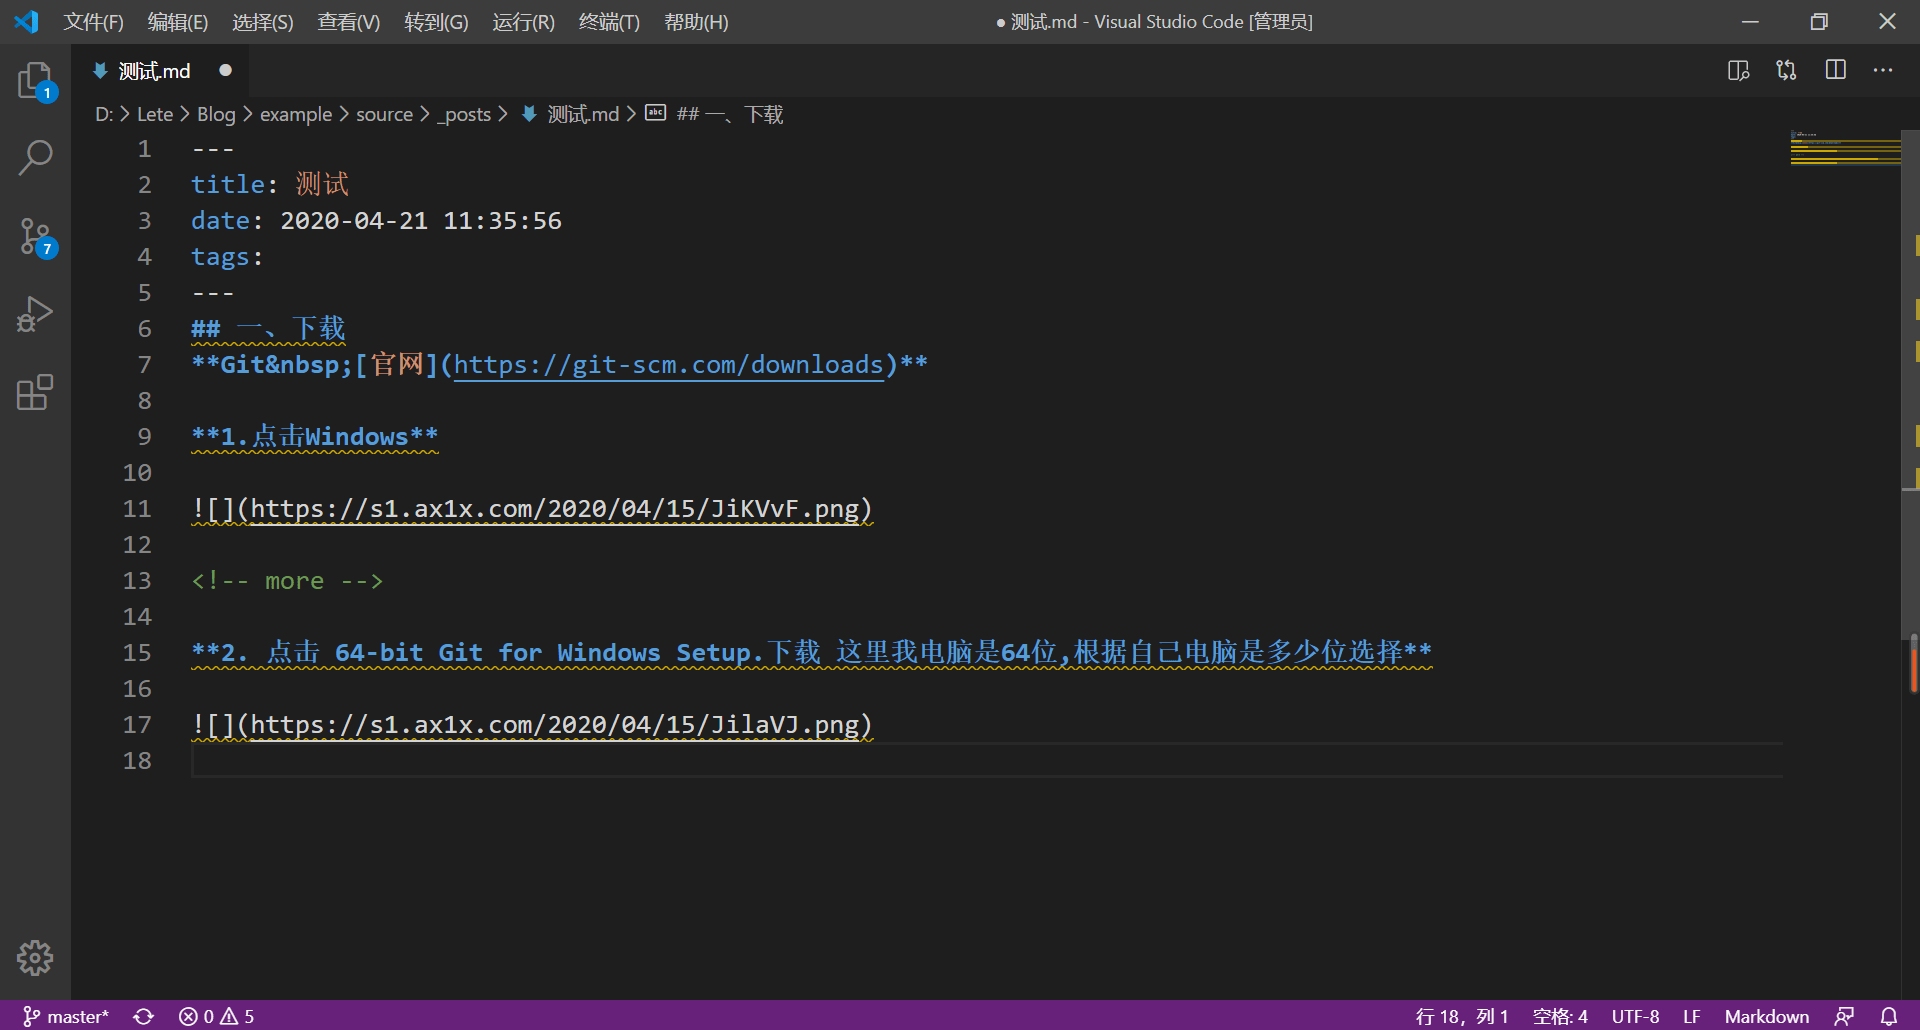 文件(F) 编辑(E) 选择(S) 查看(V) 转到(G) 运行(R) 终端(T) 帮助(H) ● 测试.md - Visual Studio Code [管理员]
测试.md
D: > Lete > Blog > example > source > _posts > 测试.md > abc ## 一、下载
1 ---
2 title: 测试
3 date: 2020-04-21 11:35:56
4 tags:
5 ---
6 ## 一、下载
7 **Git&nbsp;[官网](https://git-scm.com/downloads)**
8
9 **1.点击Windows**
10
11 ![](https://s1.ax1x.com/2020/04/15/JiKVvF.png)
12
13 <!-- more -->
14
15 **2. 点击 64-bit Git for Windows Setup.下载 这里我电脑是64位,根据自己电脑是多少位选择**
16
17 ![](https://s1.ax1x.com/2020/04/15/JilaVJ.png)
18
1
7
master* 0 5 行 18，列 1 空格: 4 UTF-8 LF Markdown